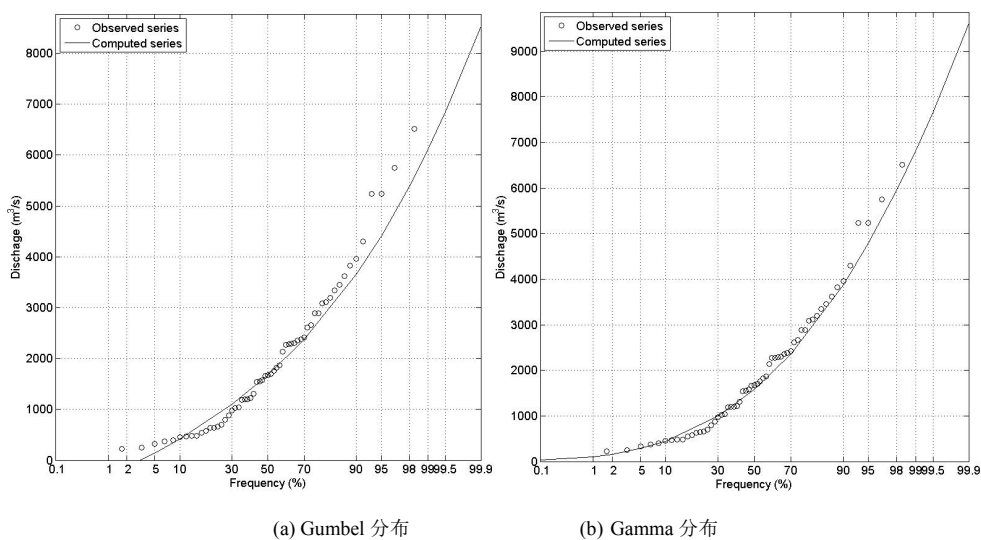 Observed series
Computed series
8000
7000
6000
5000
4000
3000
2000
1000
0
Dischage (m³/s)
0.1 1 2 5 10 30 50 70 90 95 98 99 99.5 99.9
Frequency (%)
(a) Gumbel 分布
Observed series
Computed series
9000
8000
7000
6000
5000
4000
3000
2000
1000
0
Dischage (m³/s)
0.1 1 2 5 10 30 50 70 90 95 98 99 99.5 99.9
Frequency (%)
(b) Gamma 分布